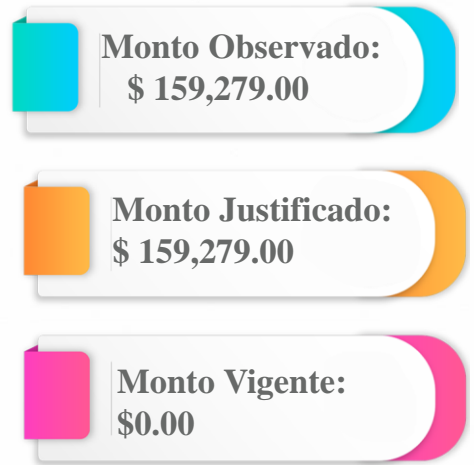 Monto Observado:
$ 159,279.00
Monto Justificado:
$ 159,279.00
Monto Vigente:
$0.00